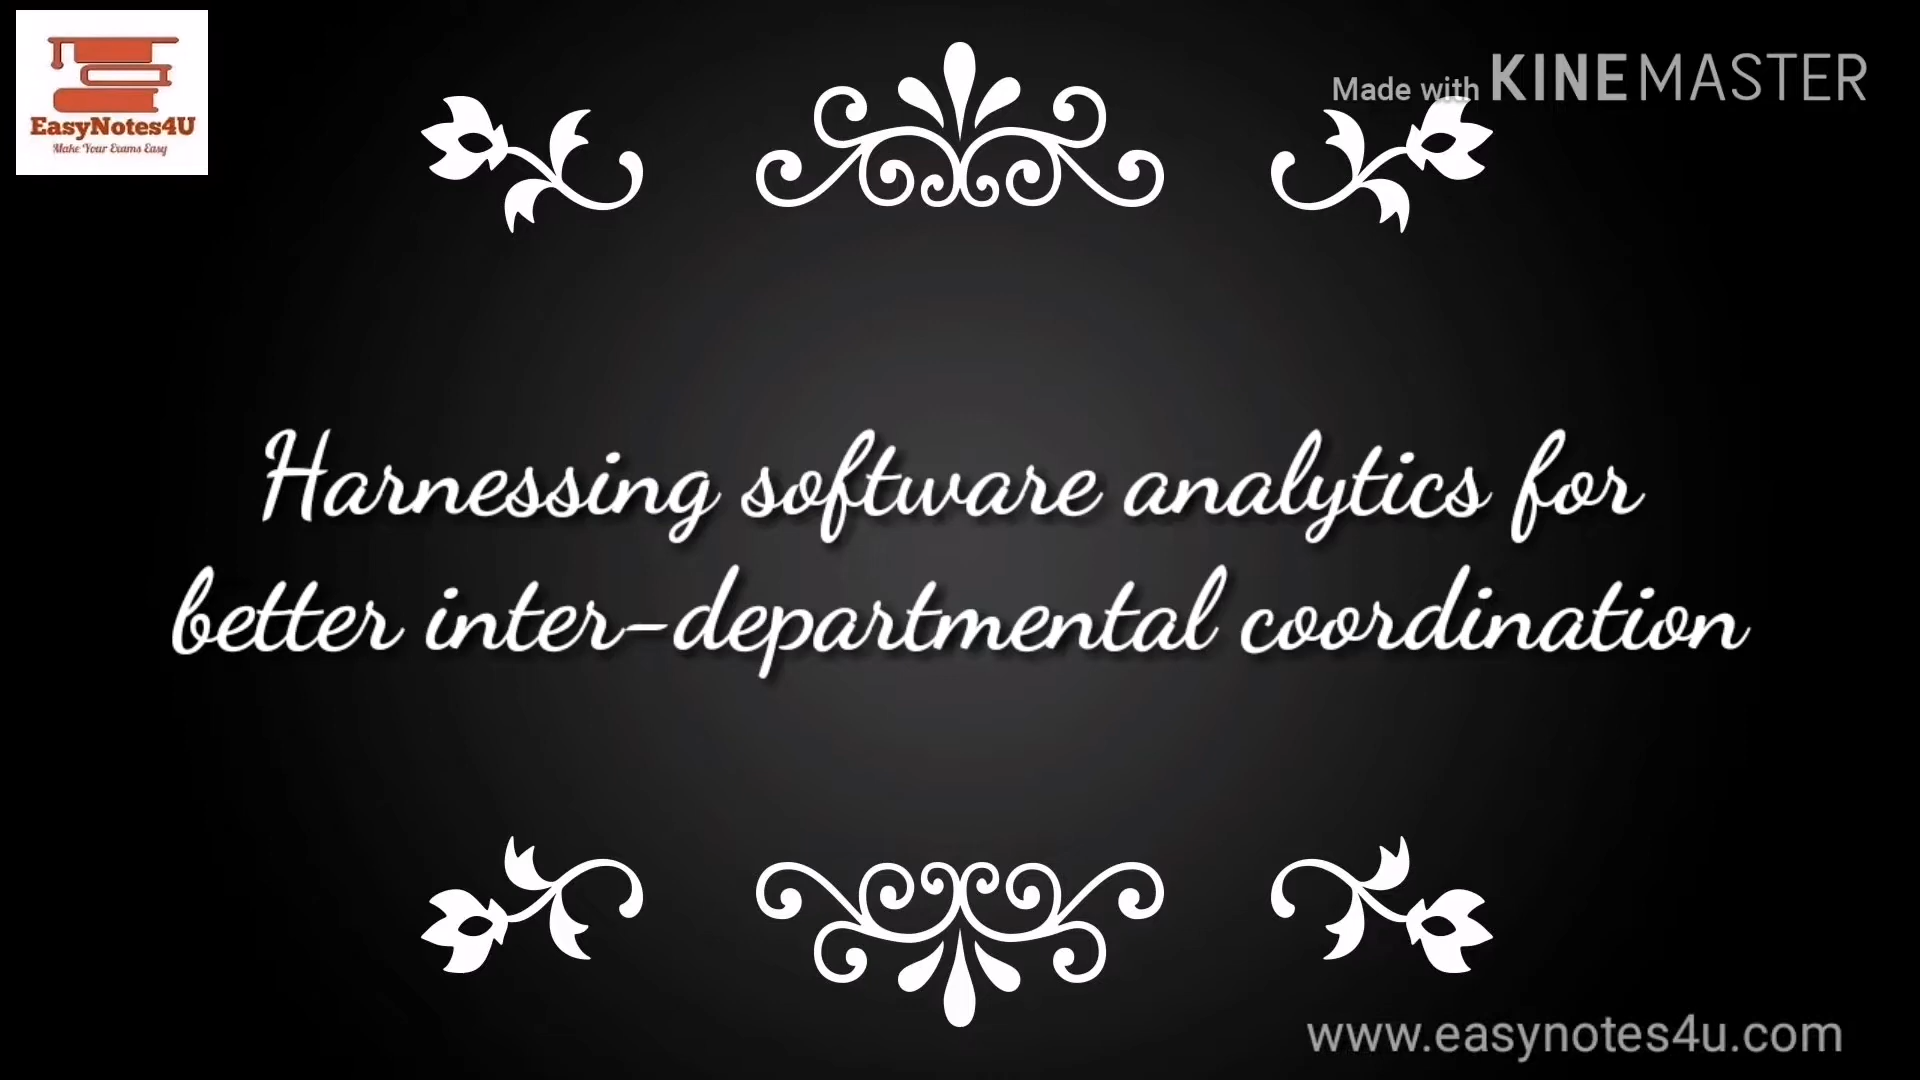 EasyNotes4U
Make Your Exams Easy
Made with KINEMASTER
Harnessing software analytics for
better inter-departmental coordination
www.easynotes4u.com